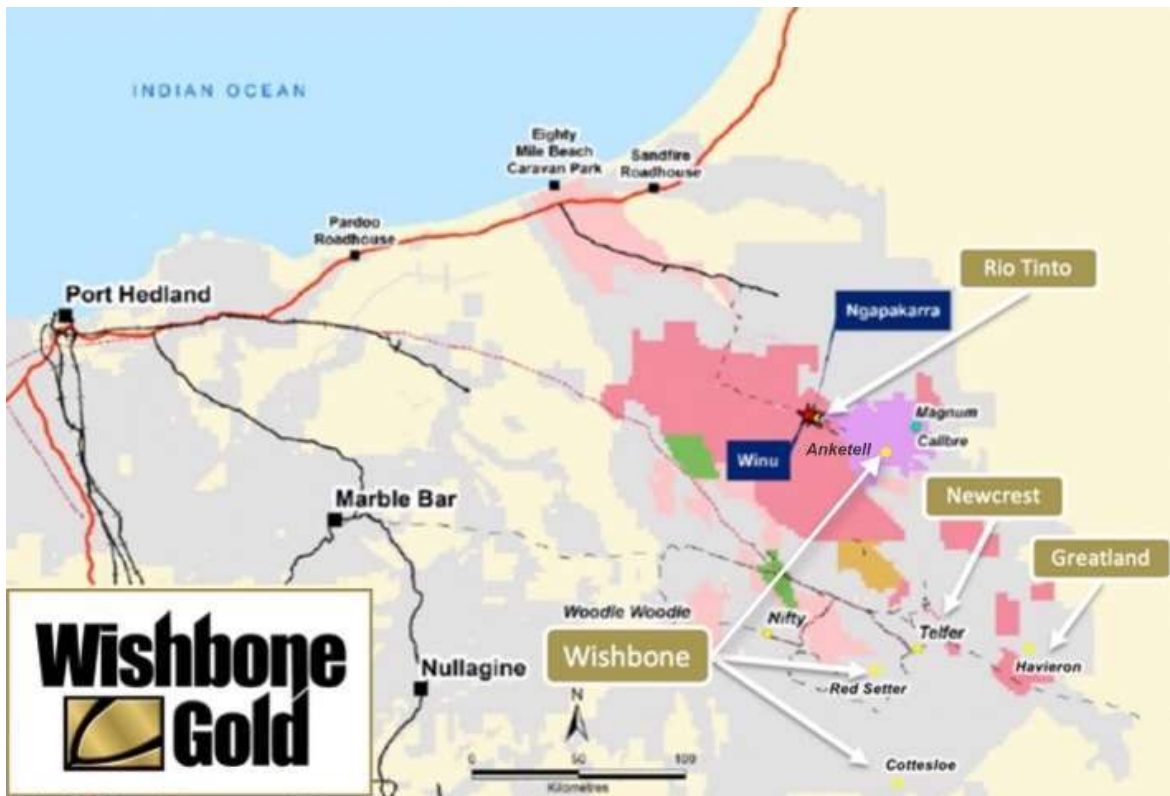 INDIAN OCEAN
Eighty
Mile Beach
Caravan Park
Sandfire
Roadhouse
Pardoo
Roadhouse
Port Hedland
Rio Tinto
Ngapakarra
Magnum
Calibre
Anketell
Winu
Newcrest
Marble Bar
Greatland
Woodie Woodie
Nifty
Telfer
Wishbone
Havieron
Nullagine
Red Setter
N
0
50
100
Kilometres
Cottesloe
Wishbone
Gold